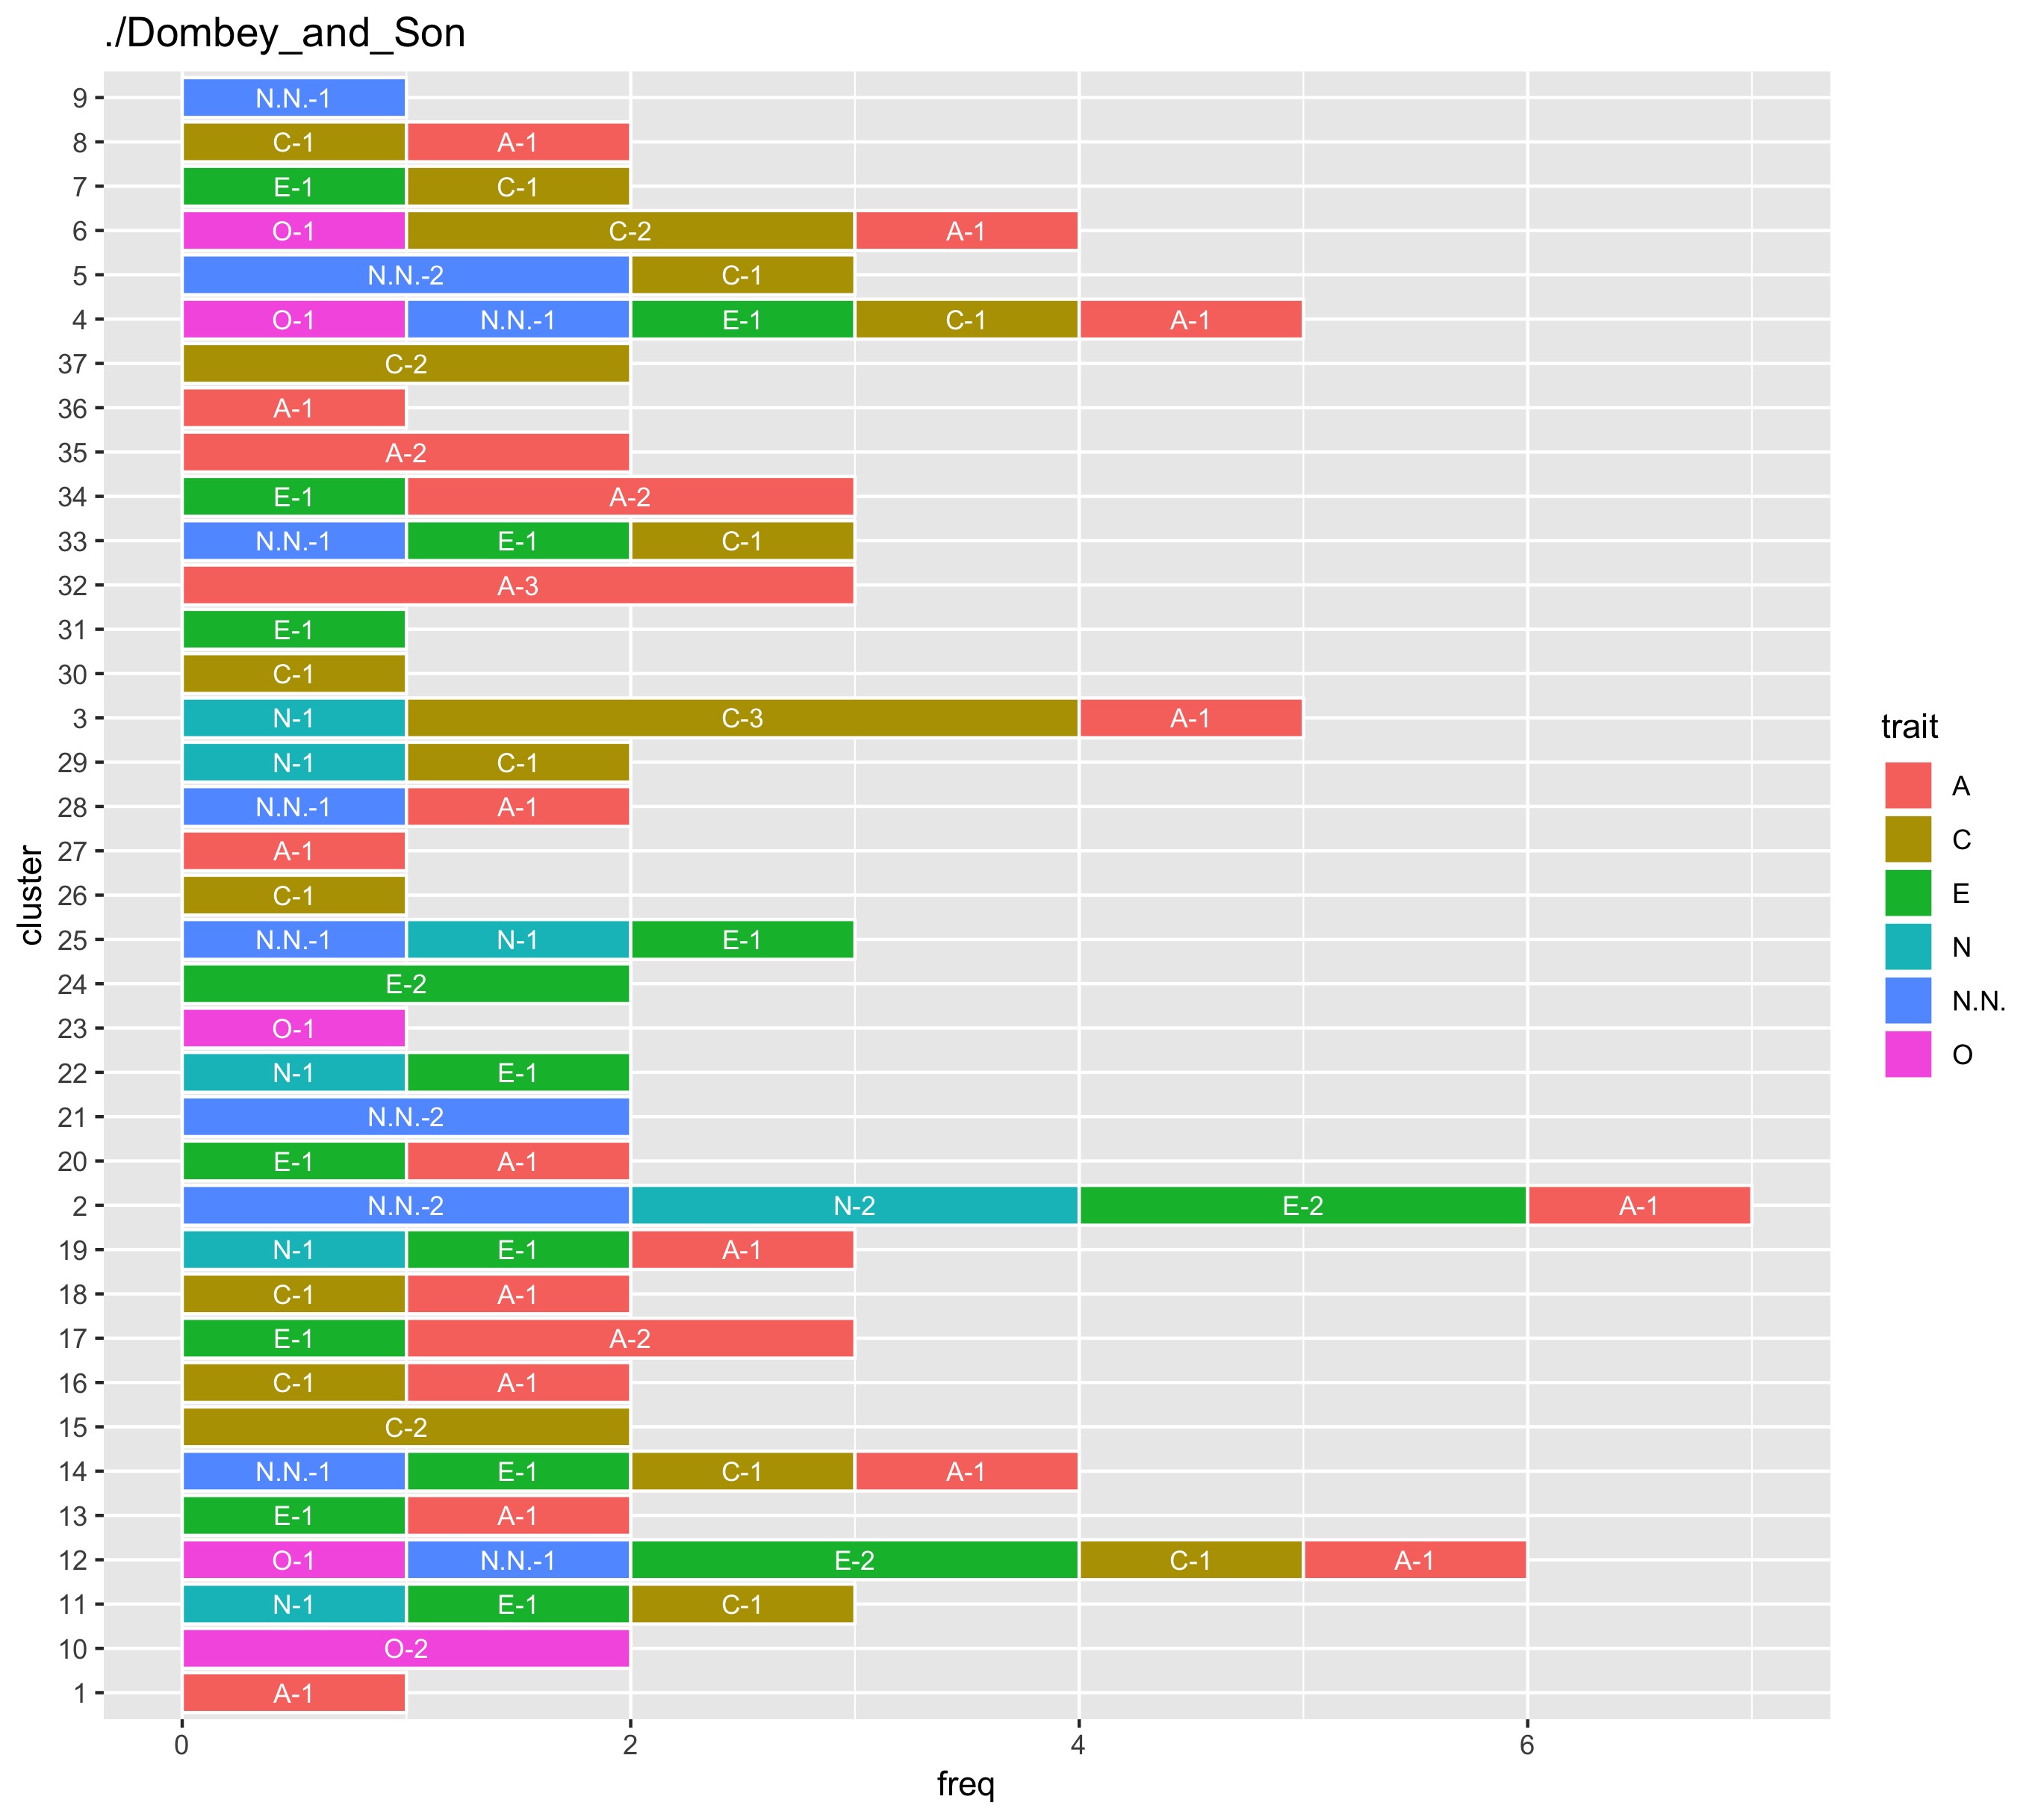 ./Dombey_and_Son
9 N.N.-1
8 C-1 A-1
7 E-1 C-1
6 O-1 C-2 A-1
5 N.N.-2 C-1
4 O-1 N.N.-1 E-1 C-1 A-1
37 C-2
36 A-1
35 A-2
34 E-1 A-2
33 N.N.-1 E-1 C-1
32 A-3
31 E-1
30 C-1
3 N-1 C-3 A-1
29 N-1 C-1
28 N.N.-1 A-1
27 A-1
26 C-1
25 N.N.-1 N-1 E-1
24 E-2
23 O-1
22 N-1 E-1
21 N.N.-2
20 E-1 A-1
2 N.N.-2 N-2 E-2 A-1
19 N-1 E-1 A-1
18 C-1 A-1
17 E-1 A-2
16 C-1 A-1
15 C-2
14 N.N.-1 E-1 C-1 A-1
13 E-1 A-1
12 O-1 N.N.-1 E-2 C-1 A-1
11 N-1 E-1 C-1
10 O-2
1 A-1
0 2 4 6
freq
cluster
trait
A
C
E
N
N.N.
O